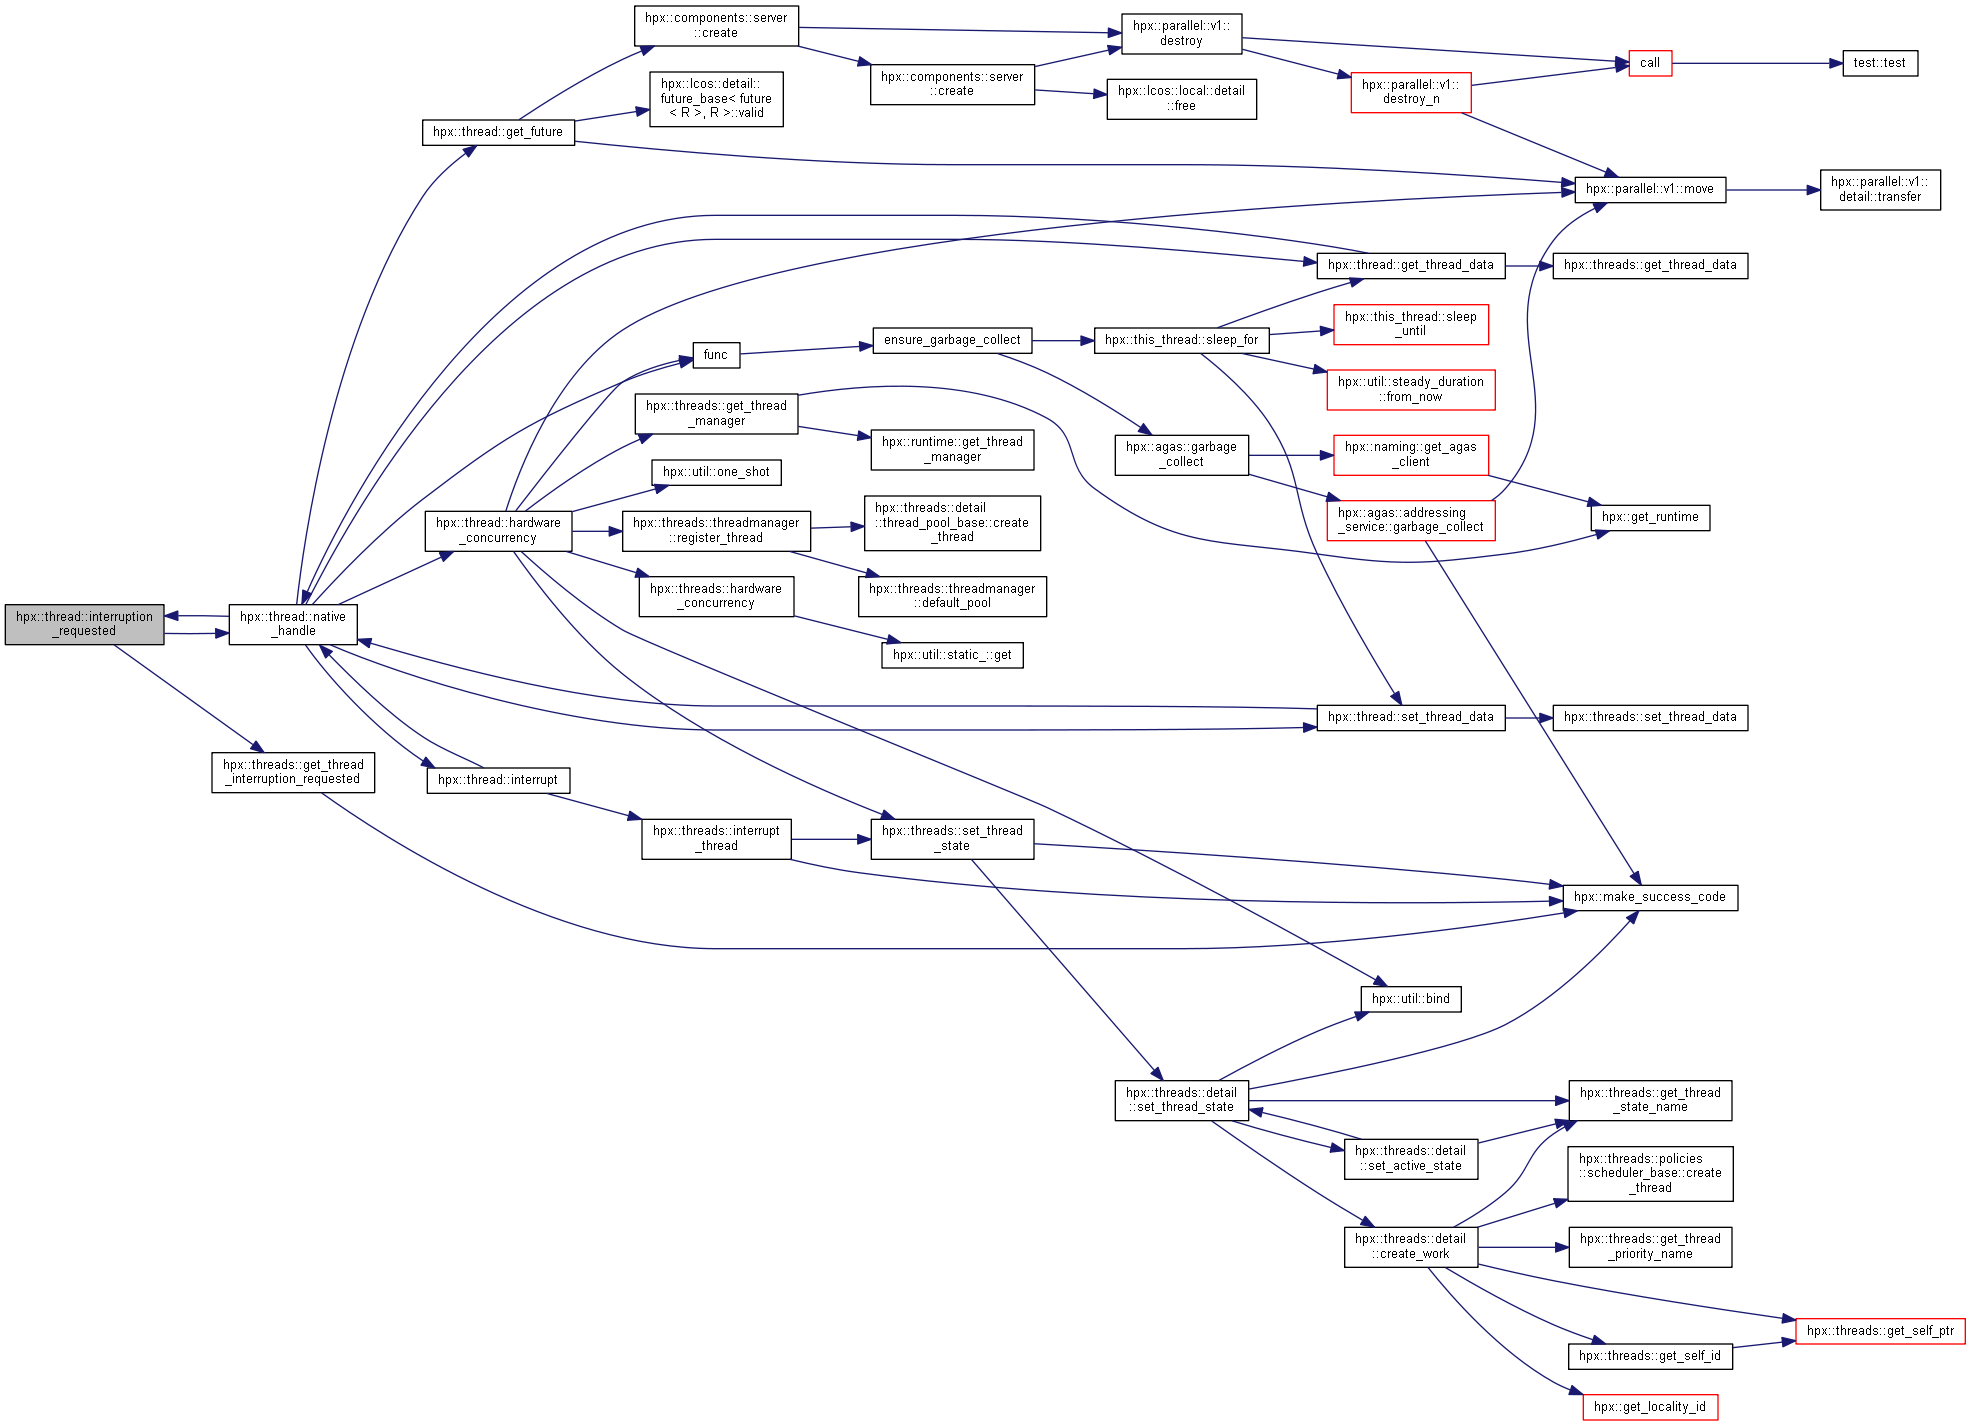 hpx::components::server
::create
hpx::parallel::v1::
destroy
call
test::test
hpx::lcos::detail::
future_base< future
< R >, R >::valid
hpx::components::server
::create
hpx::parallel::v1::
destroy_n
hpx::lcos::local::detail
::free
hpx::thread::get_future
hpx::parallel::v1::move
hpx::parallel::v1::
detail::transfer
hpx::thread::get_thread_data
hpx::threads::get_thread_data
hpx::this_thread::sleep
_until
func
ensure_garbage_collect
hpx::this_thread::sleep_for
hpx::util::steady_duration
::from_now
hpx::threads::get_thread
_manager
hpx::runtime::get_thread
_manager
hpx::agas::garbage
_collect
hpx::naming::get_agas
_client
hpx::util::one_shot
hpx::thread::hardware
_concurrency
hpx::threads::threadmanager
::register_thread
hpx::threads::detail
::thread_pool_base::create
_thread
hpx::agas::addressing
_service::garbage_collect
hpx::get_runtime
hpx::threads::hardware
_concurrency
hpx::threads::threadmanager
::default_pool
hpx::thread::interruption
_requested
hpx::thread::native
_handle
hpx::util::static_::get
hpx::thread::set_thread_data
hpx::threads::set_thread_data
hpx::threads::get_thread
_interruption_requested
hpx::thread::interrupt
hpx::threads::interrupt
_thread
hpx::threads::set_thread
_state
hpx::make_success_code
hpx::util::bind
hpx::threads::detail
::set_thread_state
hpx::threads::get_thread
_state_name
hpx::threads::detail
::set_active_state
hpx::threads::policies
::scheduler_base::create
_thread
hpx::threads::detail
::create_work
hpx::threads::get_thread
_priority_name
hpx::threads::get_self_ptr
hpx::threads::get_self_id
hpx::get_locality_id